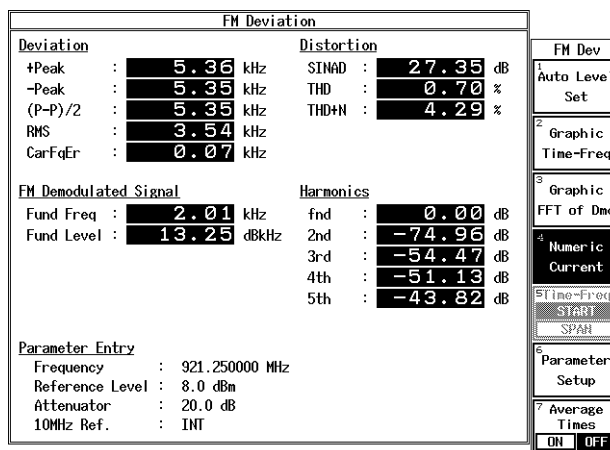 FM Deviation
Deviation
+Peak : 5.36 kHz
-Peak : 5.35 kHz
(P-P)/2 : 5.35 kHz
RMS : 3.54 kHz
CarFqEr : 0.07 kHz
Distortion
SINAD : 27.35 dB
THD : 0.70 %
THD+N : 4.29 %
FM Demodulated Signal
Fund Freq : 2.01 kHz
Fund Level : 13.25 dBkHz
Harmonics
fnd : 0.00 dB
2nd : -74.96 dB
3rd : -54.47 dB
4th : -51.13 dB
5th : -43.82 dB
Parameter Entry
Frequency : 921.250000 MHz
Reference Level : 8.0 dBm
Attenuator : 20.0 dB
10MHz Ref. : INT
FM Dev
1
Auto Leve
Set
2
Graphic
Time-Freq
3
Graphic
FFT of Dm
4
Numeric
Current
5 Time-Freq
START
SPAN
6
Parameter
Setup
7 Average
Times
ON OFF